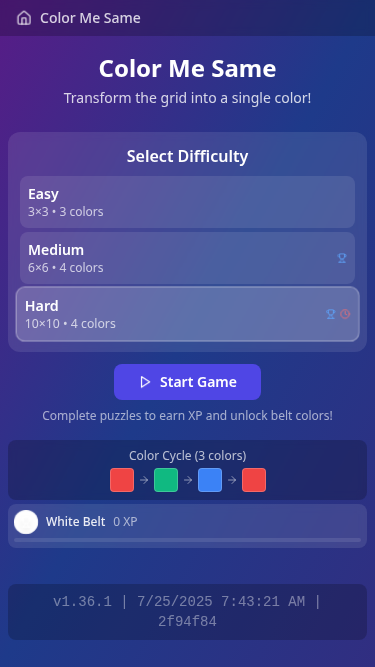 Color Me Same
Color Me Same
Transform the grid into a single color!
Select Difficulty
Easy
3×3 • 3 colors
Medium
6×6 • 4 colors
Hard
10×10 • 4 colors
Start Game
Complete puzzles to earn XP and unlock belt colors!
Color Cycle (3 colors)
White Belt 0 XP
v1.36.1 | 7/25/2025 7:43:21 AM |
2f94f84